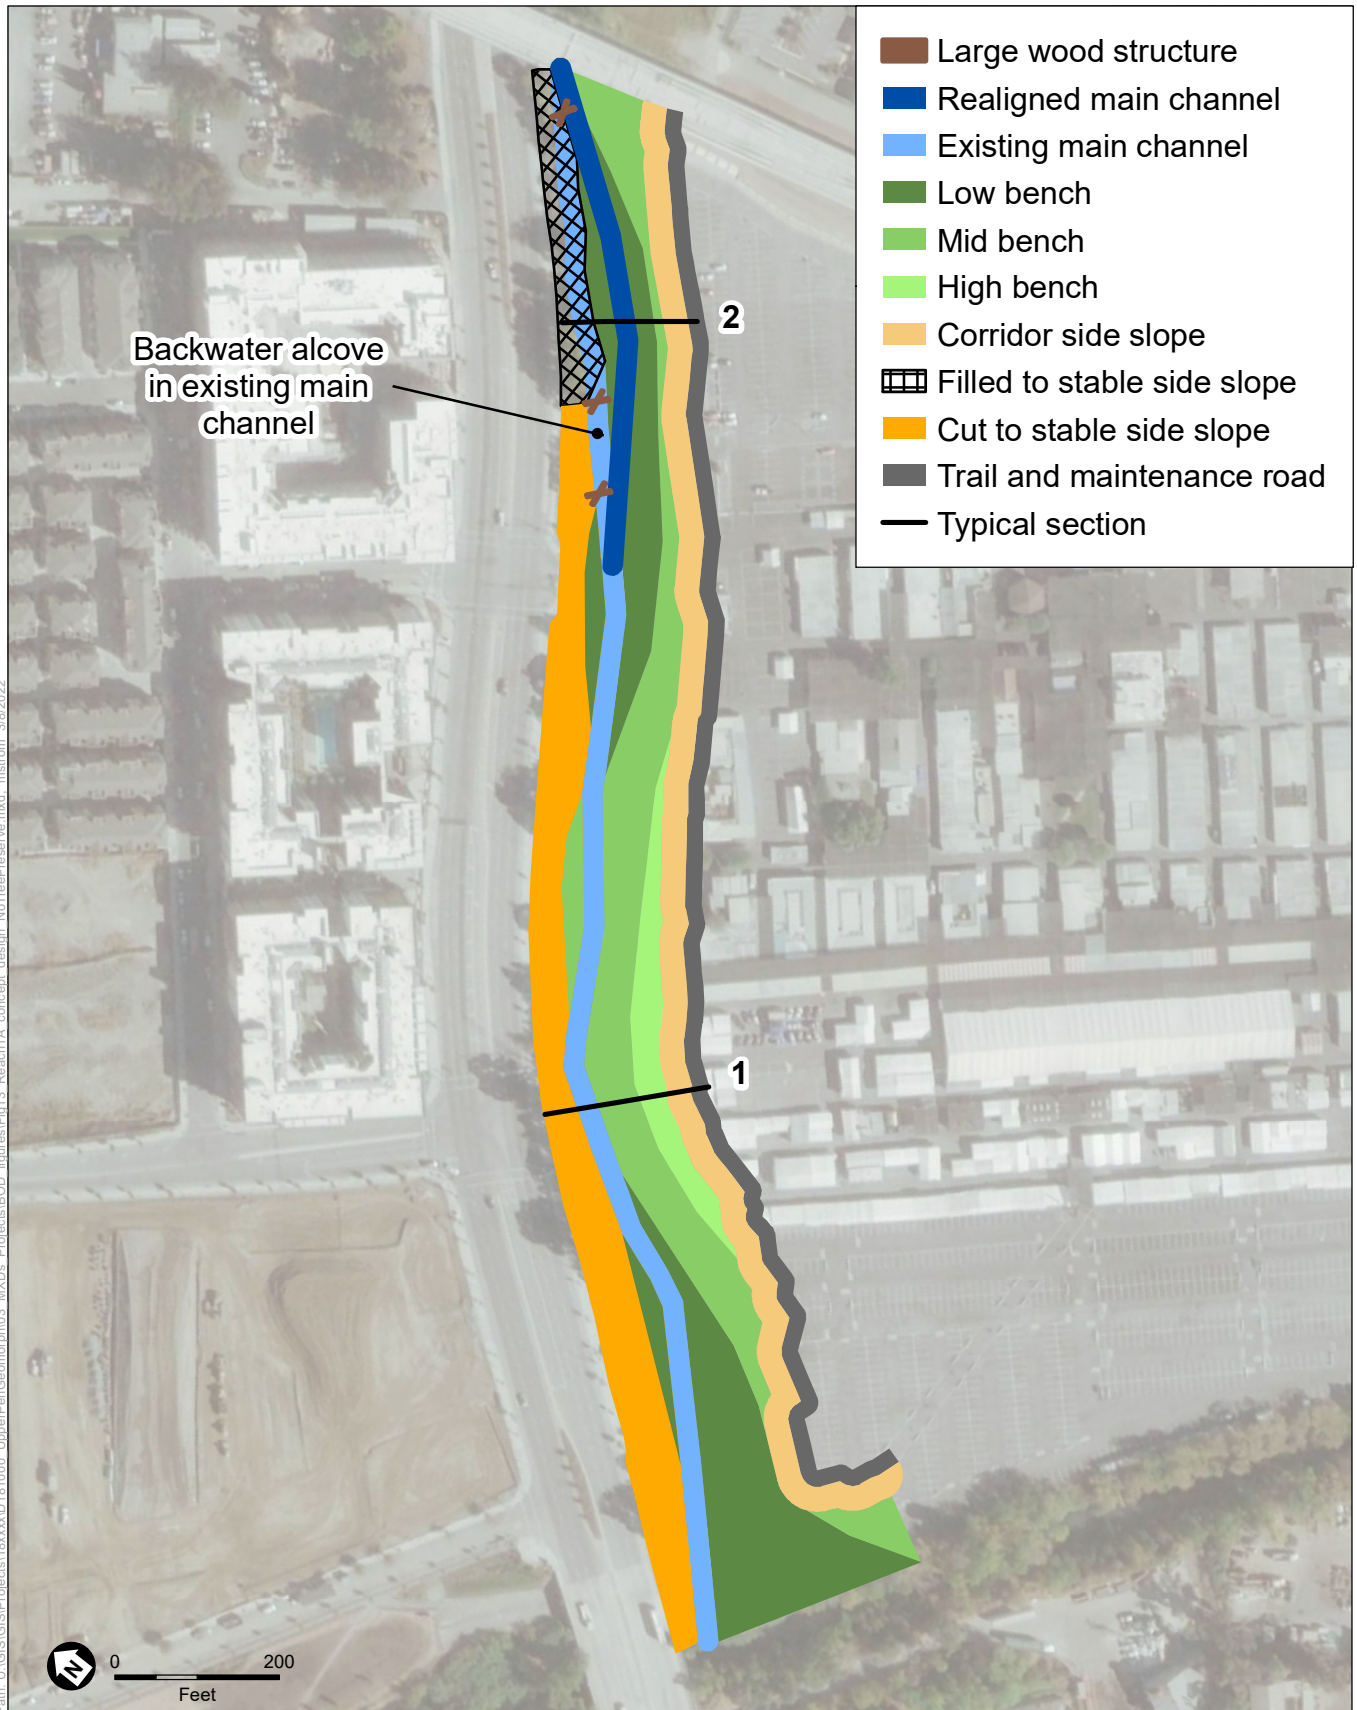 Large wood structure
Realigned main channel
Existing main channel
Low bench
Mid bench
High bench
Corridor side slope
Filled to stable side slope
Cut to stable side slope
Trail and maintenance road
Typical section
2
Backwater alcove
in existing main
channel
1
N
0 200
Feet